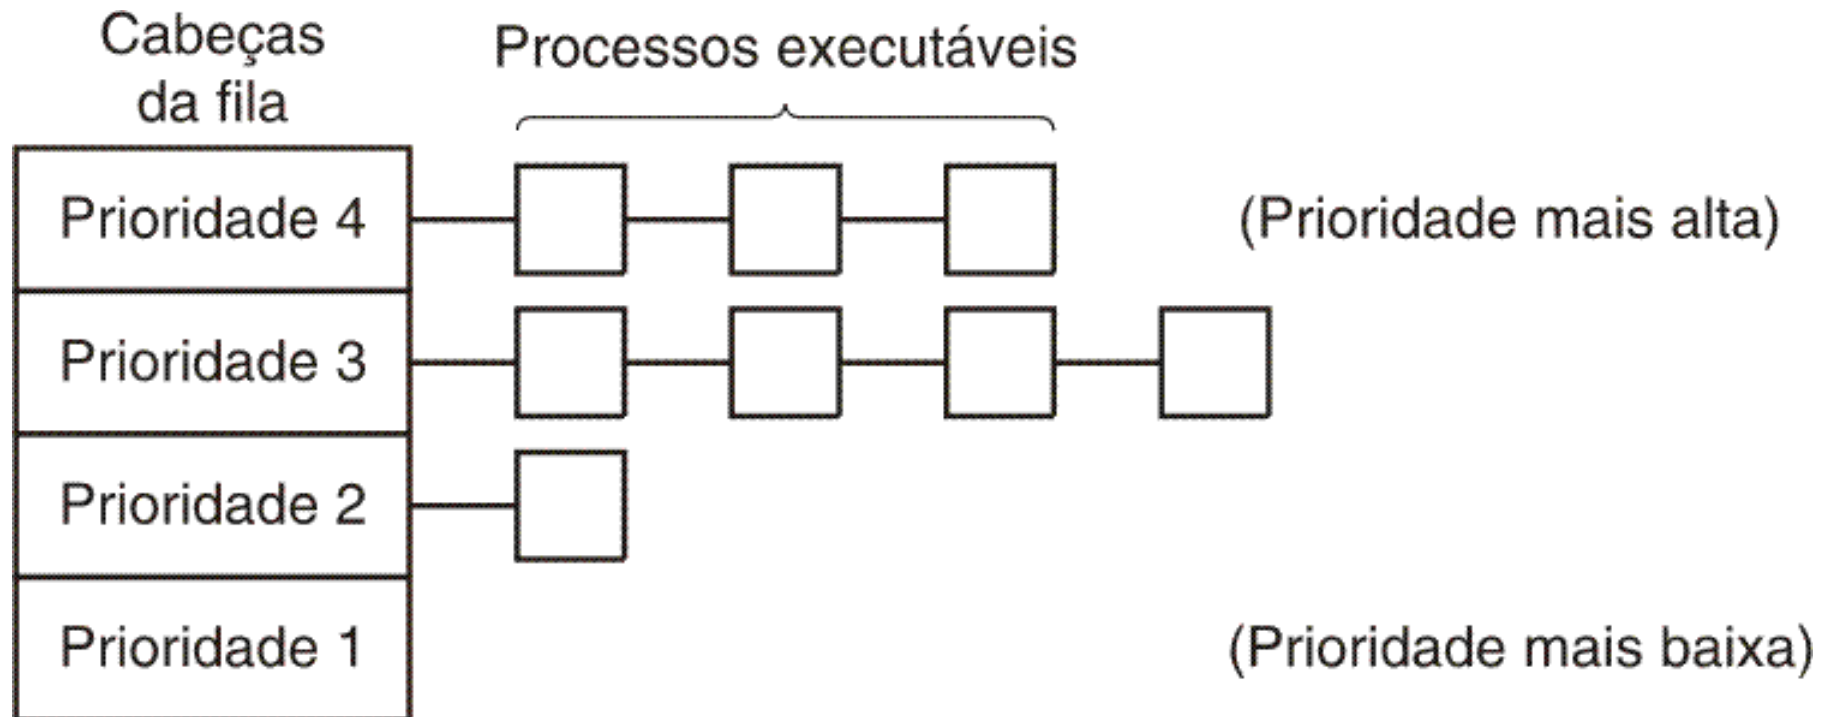 Cabeças
da fila
Processos executáveis
Prioridade 4
(Prioridade mais alta)
Prioridade 3
Prioridade 2
Prioridade 1
(Prioridade mais baixa)